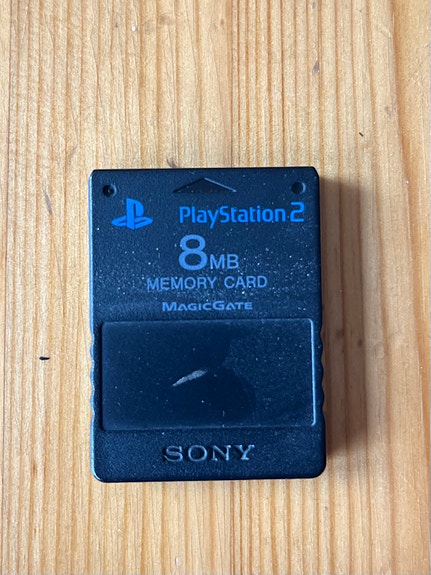 PlayStation 2
8MB
MEMORY CARD
MAGICGATE
SONY